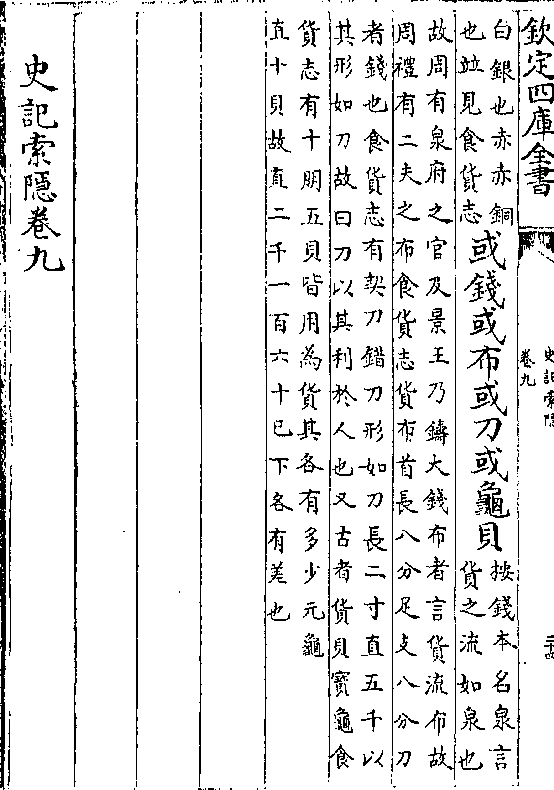 欽定四庫全書
史記索隱
卷九
白銀也赤赤銅
也竝見食貨志
或錢或布或刀或龜貝
按錢本名泉言
貨之流如泉也
故周有泉府之官及景王乃鑄大錢布者言貨流布故
周禮有二夫之布食貨志貨布首長八分足支八分刀
者錢也食貨志有契刀錯刀形如刀長二寸直五千以
其形如刀故曰刀以其利於人也又古者貨貝寶龜食
貨志有十朋五貝皆用為貨其各有多少元龜
直十貝故直二千一百六十已下各有差也
史記索隱卷九